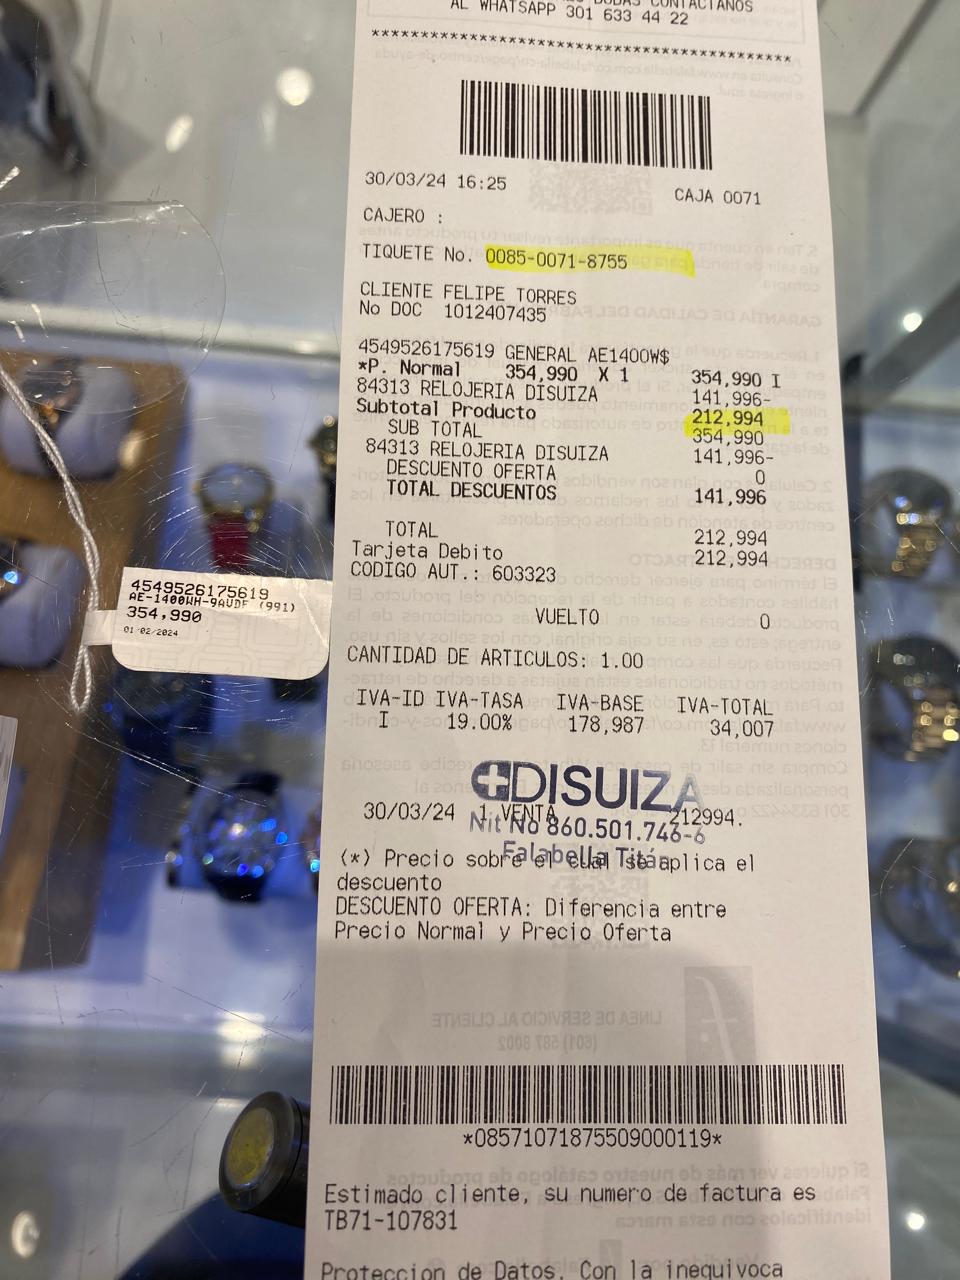 AL WHATSAPP 301 633 44 22
****************************************
30/03/24 16:25 CAJA 0071
CAJERO :
TIQUETE No. 0085-0071-8755
CLIENTE FELIPE TORRES
No DOC 1012407435
4549526175619 GENERAL AE1400W$
*P. Normal 354,990 X 1 354,990 I
84313 RELOJERIA DISUIZA 141,996-
Subtotal Producto 212,994
SUB TOTAL 354,990
84313 RELOJERIA DISUIZA 141,996-
DESCUENTO OFERTA 0
TOTAL DESCUENTOS 141,996
TOTAL 212,994
Tarjeta Debito 212,994
CODIGO AUT.: 603323
VUELTO 0
CANTIDAD DE ARTICULOS: 1.00
IVA-ID IVA-TASA IVA-BASE IVA-TOTAL
I 19.00% 178,987 34,007
DISUIZA
30/03/24 1 VENTA 212994.
Nit No 860.501.746-6
Falabella Titán
(*) Precio sobre el cual se aplica el
descuento
DESCUENTO OFERTA: Diferencia entre
Precio Normal y Precio Oferta
*08571071875509000119*
Estimado cliente, su numero de factura es
TB71-107831
Proteccion de Datos. Con la inequivoca
4549526175619
AE-1400WH-9AVDF (991)
354,990
01/02/2024